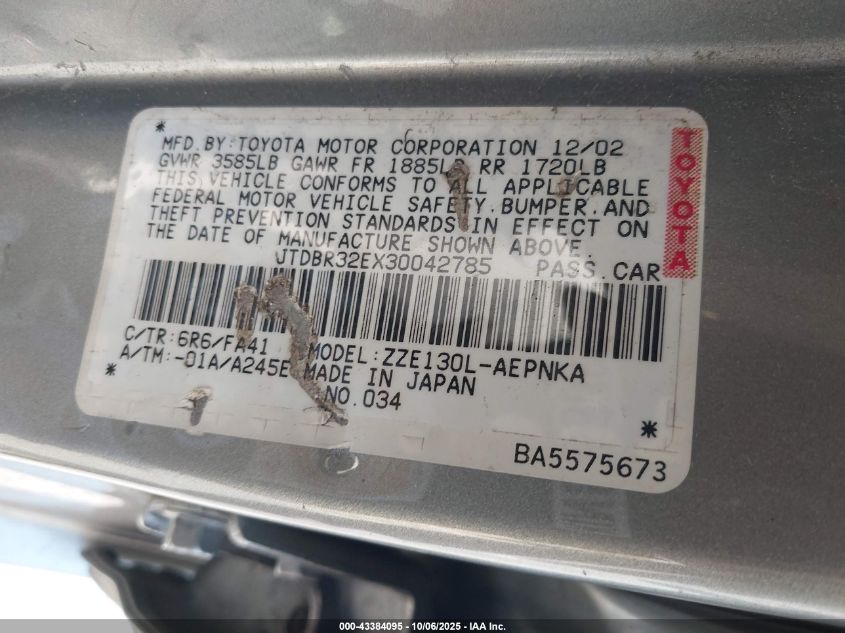 *
MFD.BY:TOYOTA MOTOR CORPORATION 12/02
GVWR 3585LB GAWR FR 1885LB RR 1720LB
THIS VEHICLE CONFORMS TO ALL APPLICABLE
FEDERAL MOTOR VEHICLE SAFETY,BUMPER,AND
THEFT PREVENTION STANDARDS IN EFFECT ON
THE DATE OF MANUFACTURE SHOWN ABOVE.
JTDBR32EX30042785 PASS.CAR
TOYOTA
C/TR:6R6/FA41 MODEL:ZZE130L-AEPNKA
A/TM:-01A/A245E MADE IN JAPAN
* NO.034 *
BA5575673
000-43384095 - 10/06/2025 - IAA Inc.